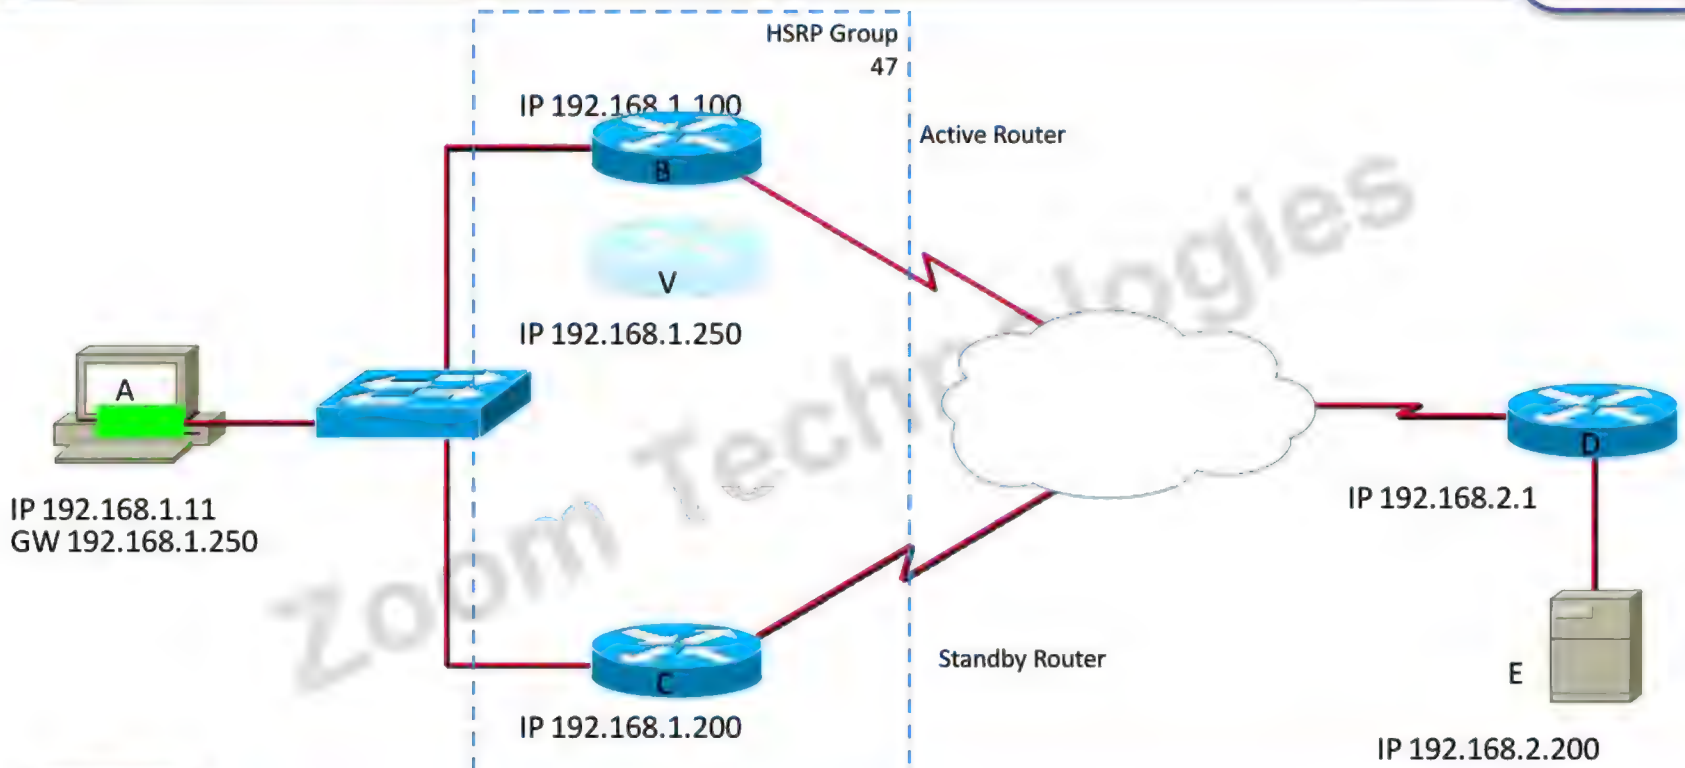 HSRP Group
47
IP 192.168.1.100
Active Router
B
V
IP 192.168.1.250
A
IP 192.168.1.11
GW 192.168.1.250
D
IP 192.168.2.1
Standby Router
C
IP 192.168.1.200
E
IP 192.168.2.200
Zoom Technologies